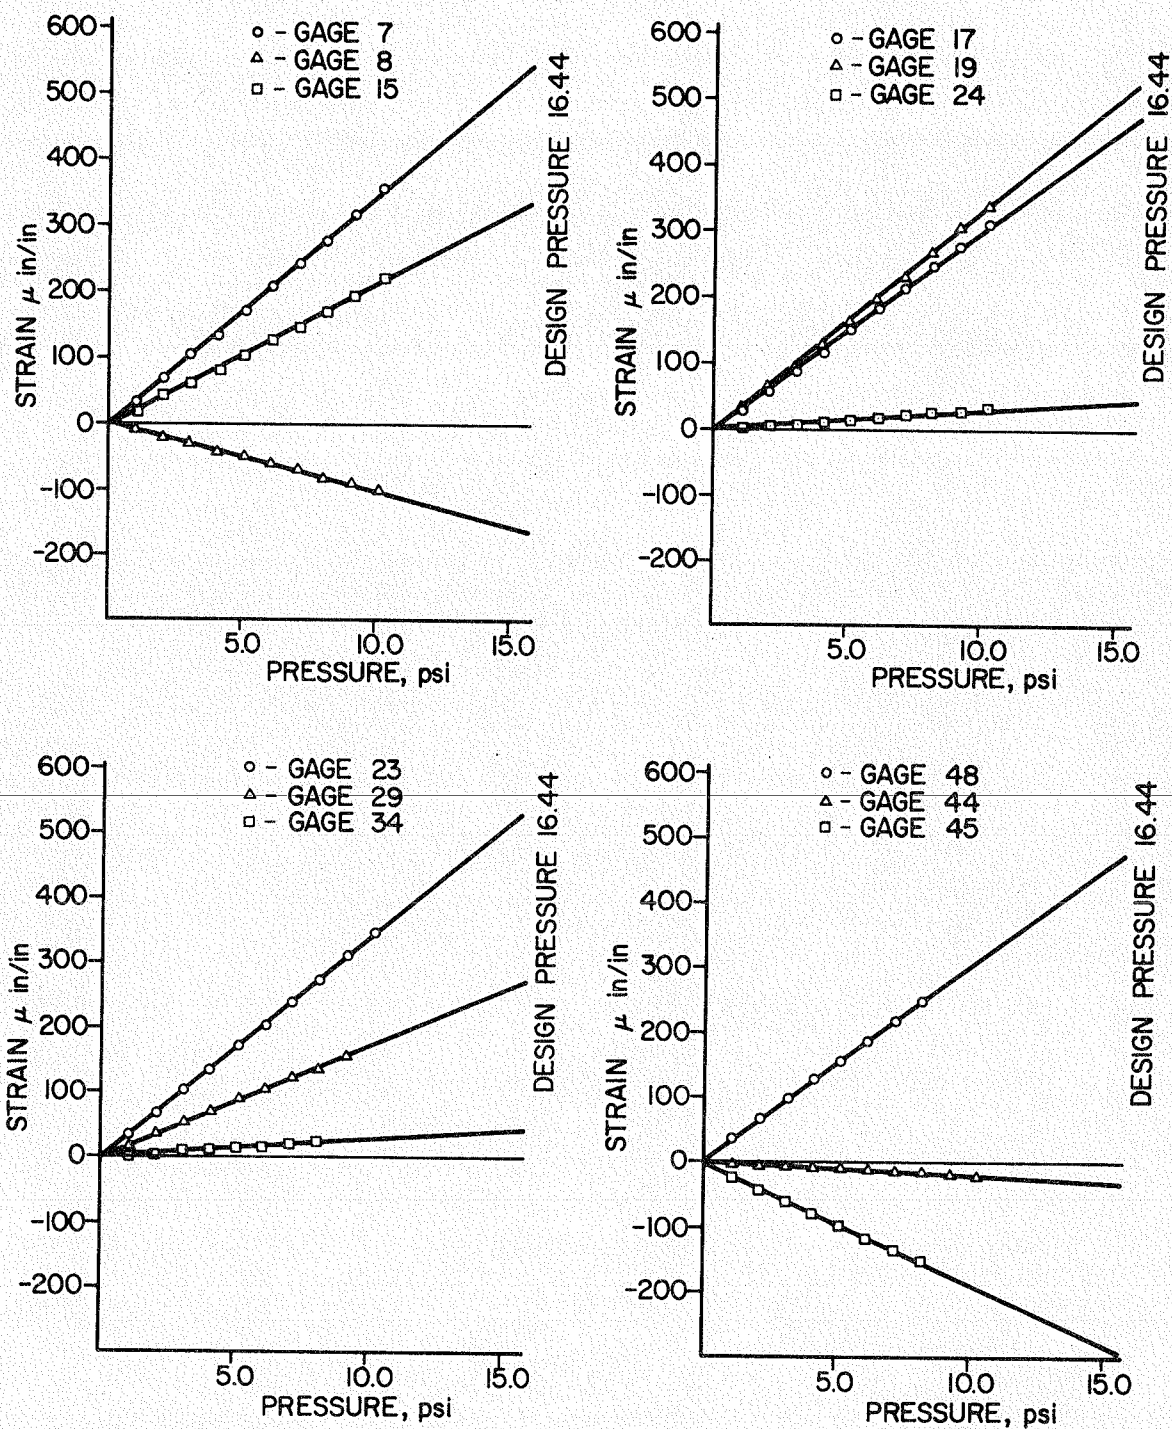 600
500
400
300
200
100
0
-100
-200
STRAIN μ in/in
○ - GAGE 7
△ - GAGE 8
□ - GAGE 15
DESIGN PRESSURE 16.44
5.0 10.0 15.0
PRESSURE, psi
600
500
400
300
200
100
0
-100
-200
STRAIN μ in/in
○ - GAGE 17
△ - GAGE 19
□ - GAGE 24
DESIGN PRESSURE 16.44
5.0 10.0 15.0
PRESSURE, psi
600
500
400
300
200
100
0
-100
-200
STRAIN μ in/in
○ - GAGE 23
△ - GAGE 29
□ - GAGE 34
DESIGN PRESSURE 16.44
5.0 10.0 15.0
PRESSURE, psi
600
500
400
300
200
100
0
-100
-200
STRAIN μ in/in
○ - GAGE 48
△ - GAGE 44
□ - GAGE 45
DESIGN PRESSURE 16.44
5.0 10.0 15.0
PRESSURE, psi